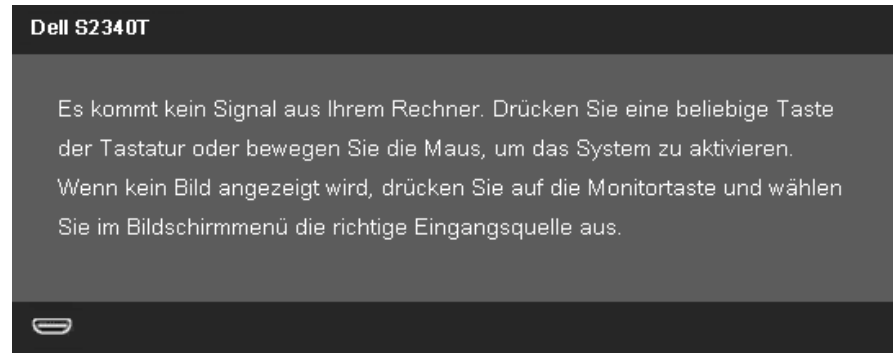 Dell S2340T
Es kommt kein Signal aus Ihrem Rechner. Drücken Sie eine beliebige Taste
der Tastatur oder bewegen Sie die Maus, um das System zu aktivieren.
Wenn kein Bild angezeigt wird, drücken Sie auf die Monitortaste und wählen
Sie im Bildschirmmenü die richtige Eingangsquelle aus.